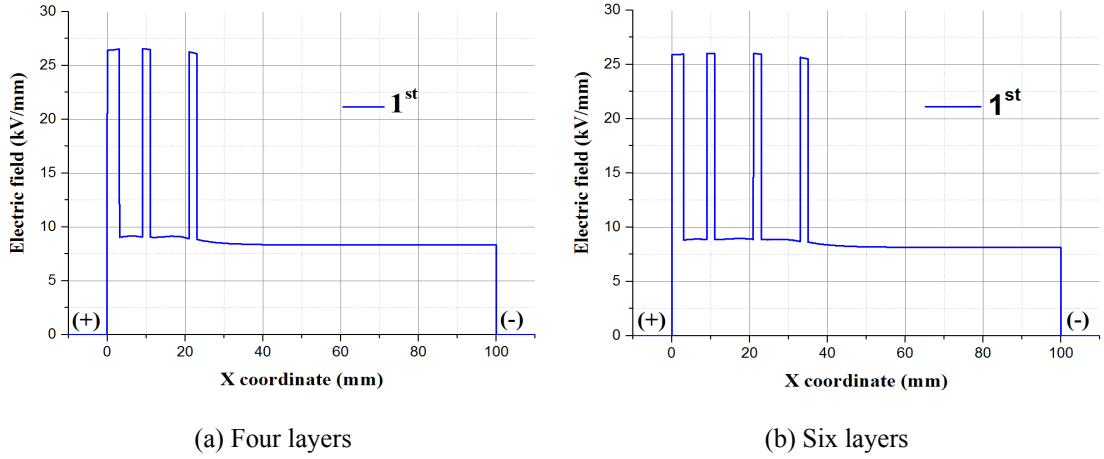 30
25
20
15
10
5
0
Electric field (kV/mm)
1st
(+)
(-)
0 20 40 60 80 100
X coordinate (mm)
(a) Four layers
30
25
20
15
10
5
0
Electric field (kV/mm)
1st
(+)
(-)
0 20 40 60 80 100
X coordinate (mm)
(b) Six layers